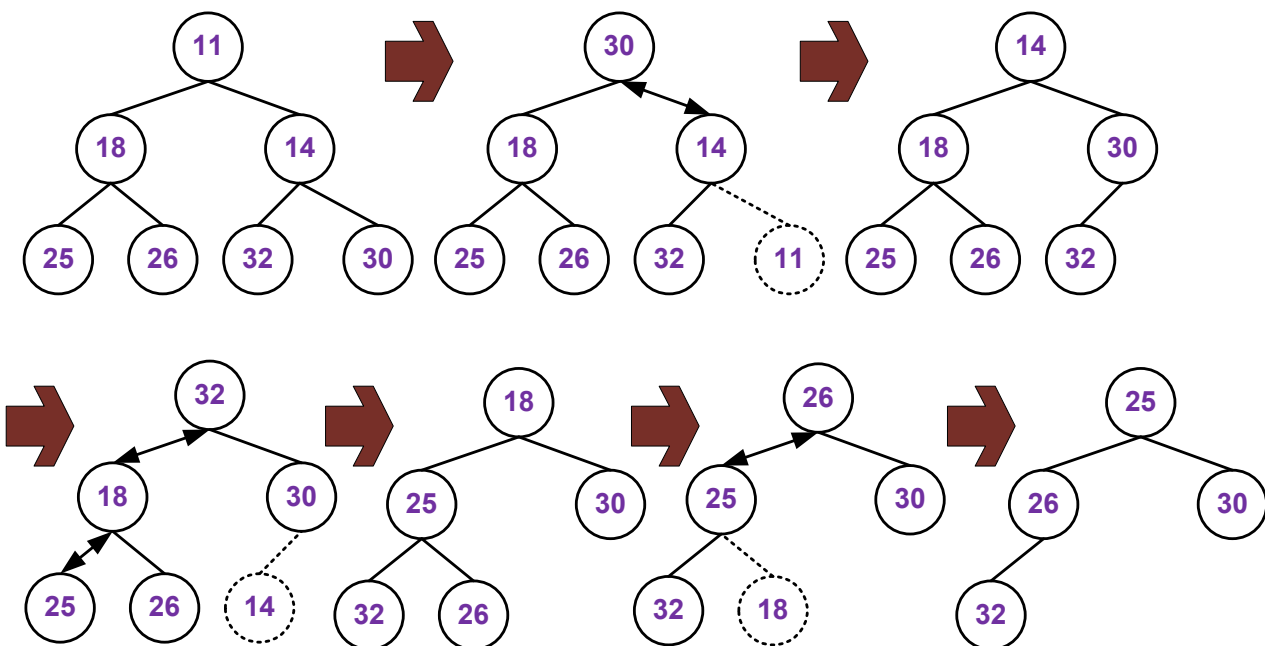 11 30 14
18 14 18 14 18 30
25 26 32 30 25 26 32 11 25 26 32
32 18 26 25
18 30 25 30 25 30 26 30
25 26 14 32 26 32 18 32